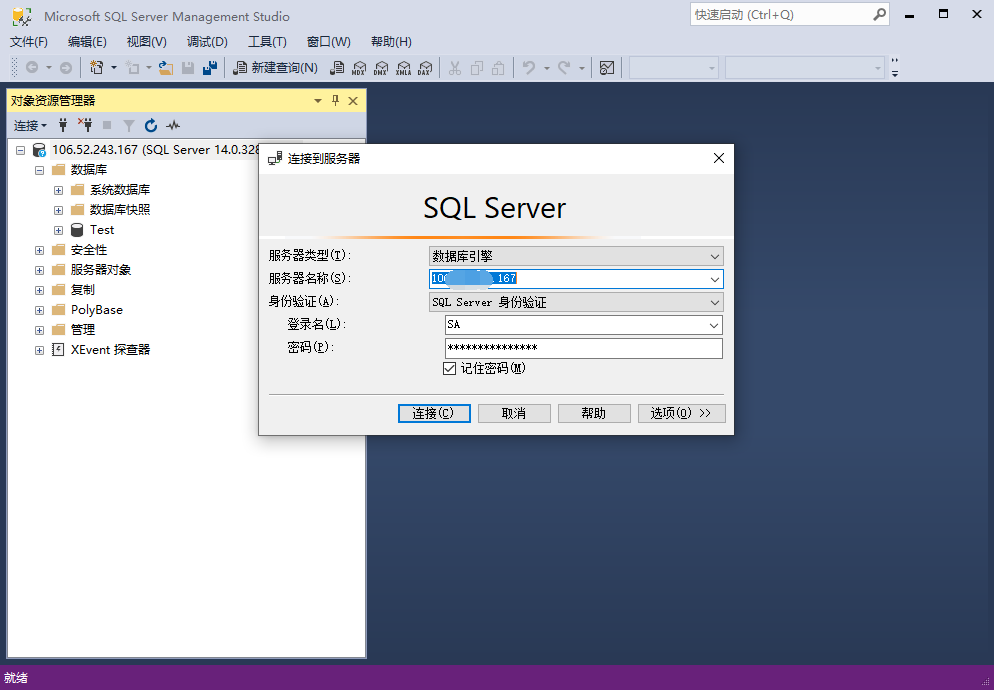 Microsoft SQL Server Management Studio
快速启动 (Ctrl+Q)
文件(F) 编辑(E) 视图(V) 调试(D) 工具(T) 窗口(W) 帮助(H)
新建查询(N) MDX DMX XMLA DAX
对象资源管理器
连接
106.52.243.167 (SQL Server 14.0.328
数据库
系统数据库
数据库快照
Test
安全性
服务器对象
复制
PolyBase
管理
XEvent 探查器
连接到服务器
SQL Server
服务器类型(T): 数据库引擎
服务器名称(S): 167
身份验证(A): SQL Server 身份验证
登录名(L): SA
密码(P): ***************
记住密码(M)
连接(C) 取消 帮助 选项(O) >>
就绪